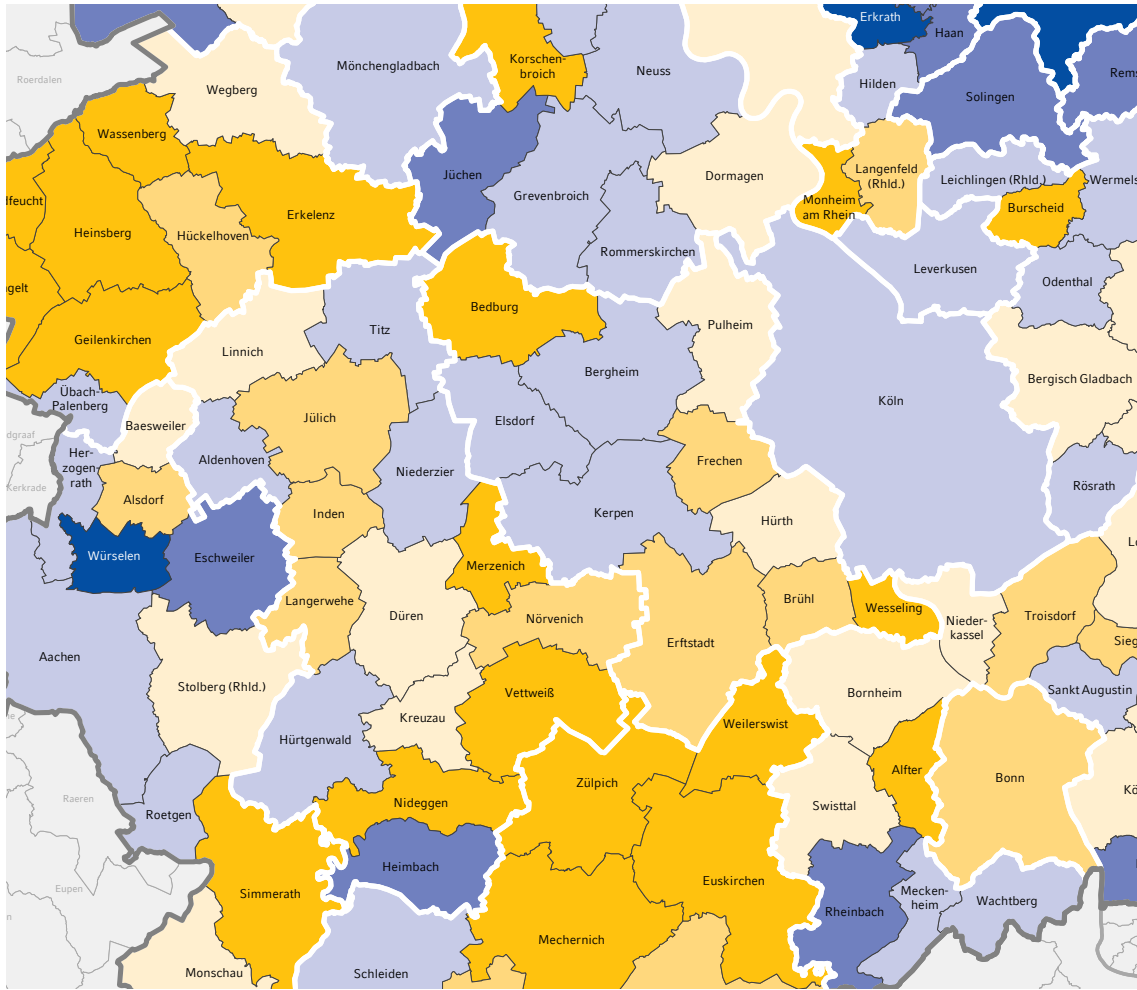 Erkrath
Haan
Roerdalen
Mönchengladbach
Korschen-
broich
Neuss
Wegberg
Hilden
Solingen
Rems
Wassenberg
Jüchen
Dormagen
Langenfeld
(Rhld.)
Leichlingen (Rhld.)
Wermels
lfeucht
Heinsberg
Hückelhoven
Erkelenz
Grevenbroich
Monheim
am Rhein
Burscheid
Rommerskirchen
Leverkusen
Odenthal
ngelt
Bedburg
Titz
Pulheim
Geilenkirchen
Linnich
Bergheim
Bergisch Gladbach
Köln
Übach-
Palenberg
Baesweiler
Jülich
Elsdorf
dgraaf
Her-
zogen-
rath
Aldenhoven
Niederzier
Frechen
Rösrath
Kerkrade
Alsdorf
Inden
Kerpen
Hürth
Würselen
Eschweiler
Merzenich
Lo
Langerwehe
Düren
Nörvenich
Brühl
Wesseling
Nieder-
kassel
Troisdorf
Sieg
Erftstadt
Aachen
Stolberg (Rhld.)
Vettweiß
Bornheim
Sankt Augustin
Kreuzau
Weilerswist
Hürtgenwald
Alfter
Bonn
Zülpich
Raeren
Roetgen
Nideggen
Swisttal
Kö
Heimbach
Euskirchen
Eupen
Simmerath
Rheinbach
Mecken-
heim
Wachtberg
Mechernich
Monschau
Schleiden